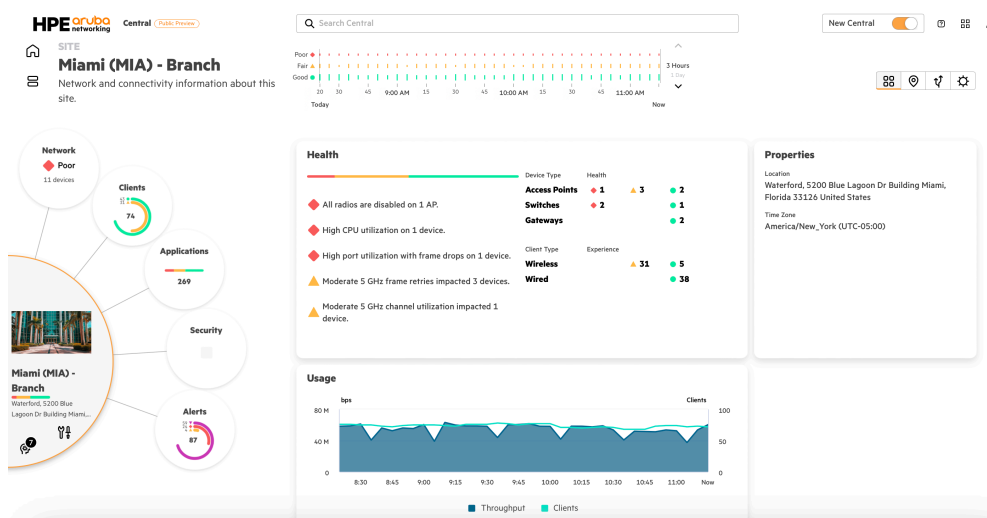 HPE aruba networking
Central
Public Preview
Search Central
New Central
SITE
Miami (MIA) - Branch
Network and connectivity information about this
site.
Poor
Fair
Good
20 30 45 9:00 AM 15 30 45 10:00 AM 15 30 45 11:00 AM
Today
Now
3 Hours
1 Day
Network
Poor
11 devices
Clients
74
Applications
269
Security
Miami (MIA) -
Branch
Waterford, 5200 Blue
Lagoon Dr Building Miami,...
7
Alerts
87
Health
All radios are disabled on 1 AP.
High CPU utilization on 1 device.
High port utilization with frame drops on 1 device.
Moderate 5 GHz frame retries impacted 3 devices.
Moderate 5 GHz channel utilization impacted 1
device.
Device Type Health
Access Points 1 3 2
Switches 2 1
Gateways 2
Client Type Experience
Wireless 31 5
Wired 38
Properties
Location
Waterford, 5200 Blue Lagoon Dr Building Miami,
Florida 33126 United States
Time Zone
America/New_York (UTC-05:00)
Usage
bps
Clients
80 M
40 M
0
100
50
0
8:30 8:45 9:00 9:15 9:30 9:45 10:00 10:15 10:30 10:45 11:00 Now
Throughput
Clients